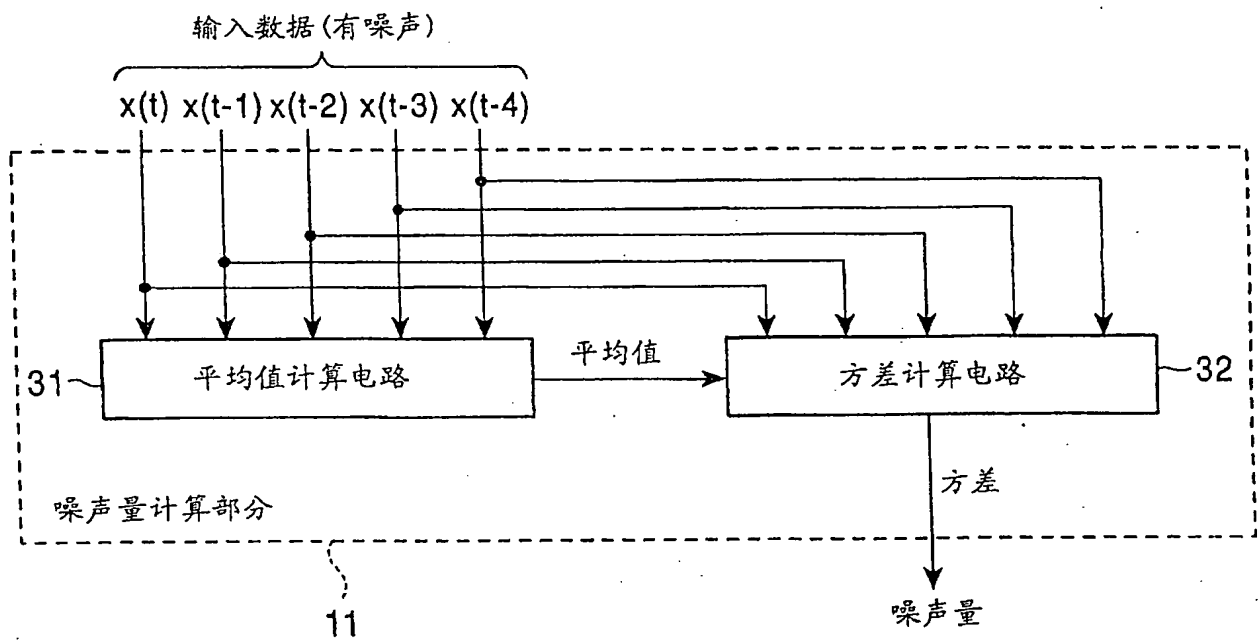 输入数据(有噪声)
x(t) x(t-1) x(t-2) x(t-3) x(t-4)
31
平均值计算电路
平均值
方差计算电路
32
方差
噪声量计算部分
11
噪声量